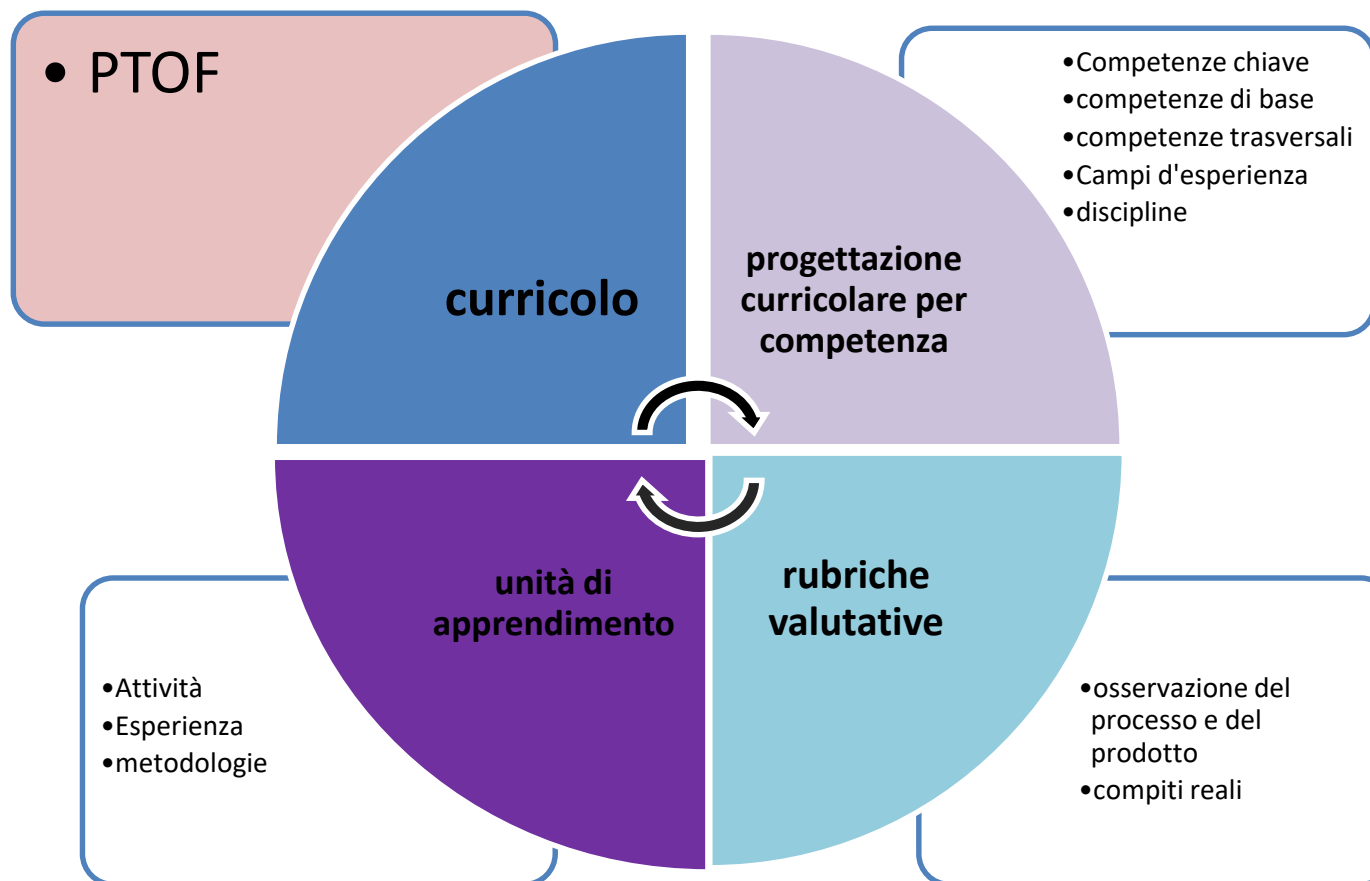 • PTOF
•Competenze chiave
•competenze di base
•competenze trasversali
•Campi d'esperienza
•discipline
curricolo
progettazione
curricolare per
competenza
unità di
apprendimento
rubriche
valutative
•Attività
•Esperienza
•metodologie
•osservazione del
processo e del
prodotto
•compiti reali